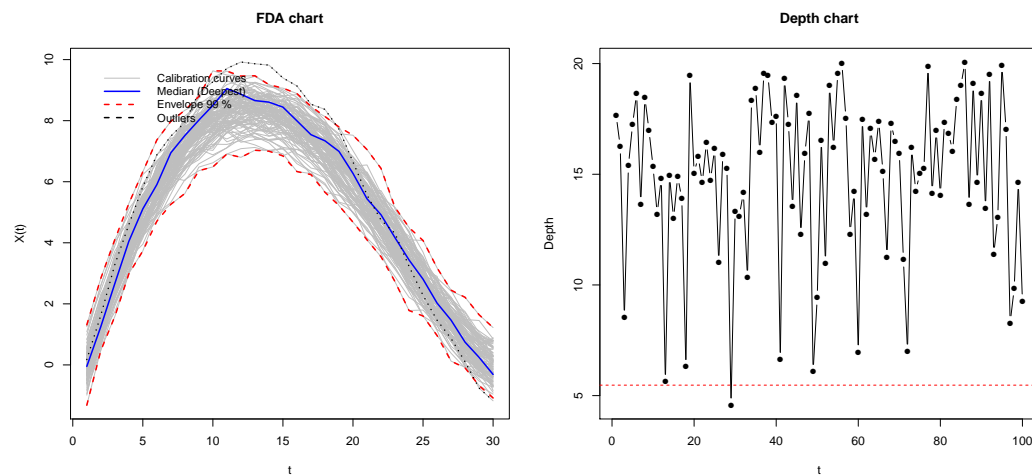 FDA chart
X(t)
10
8
6
4
2
0
Calibration curves
Median (Deepest)
Envelope 99 %
Outliers
0 5 10 15 20 25 30
t
Depth chart
Depth
20
15
10
5
0 20 40 60 80 100
t